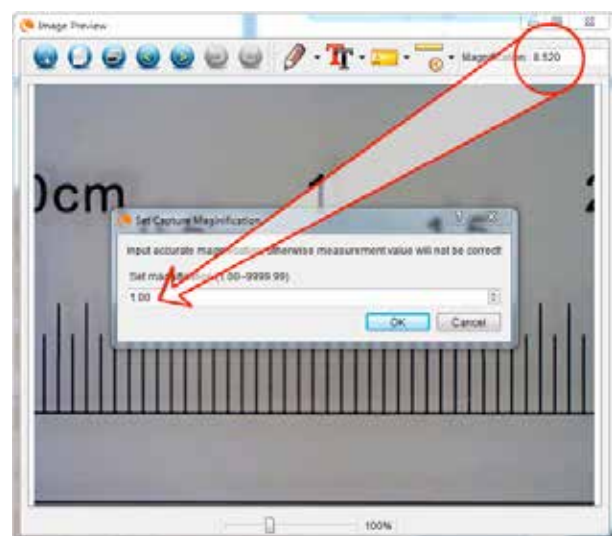 Image Preview
Magnification: 8.520
0cm 1 2
Set Capture Maginification
Input accurate magnification, otherwise measurement value will not be correct!
Set magnification (1.00~9999.99)
1.00
OK Cancel
100%